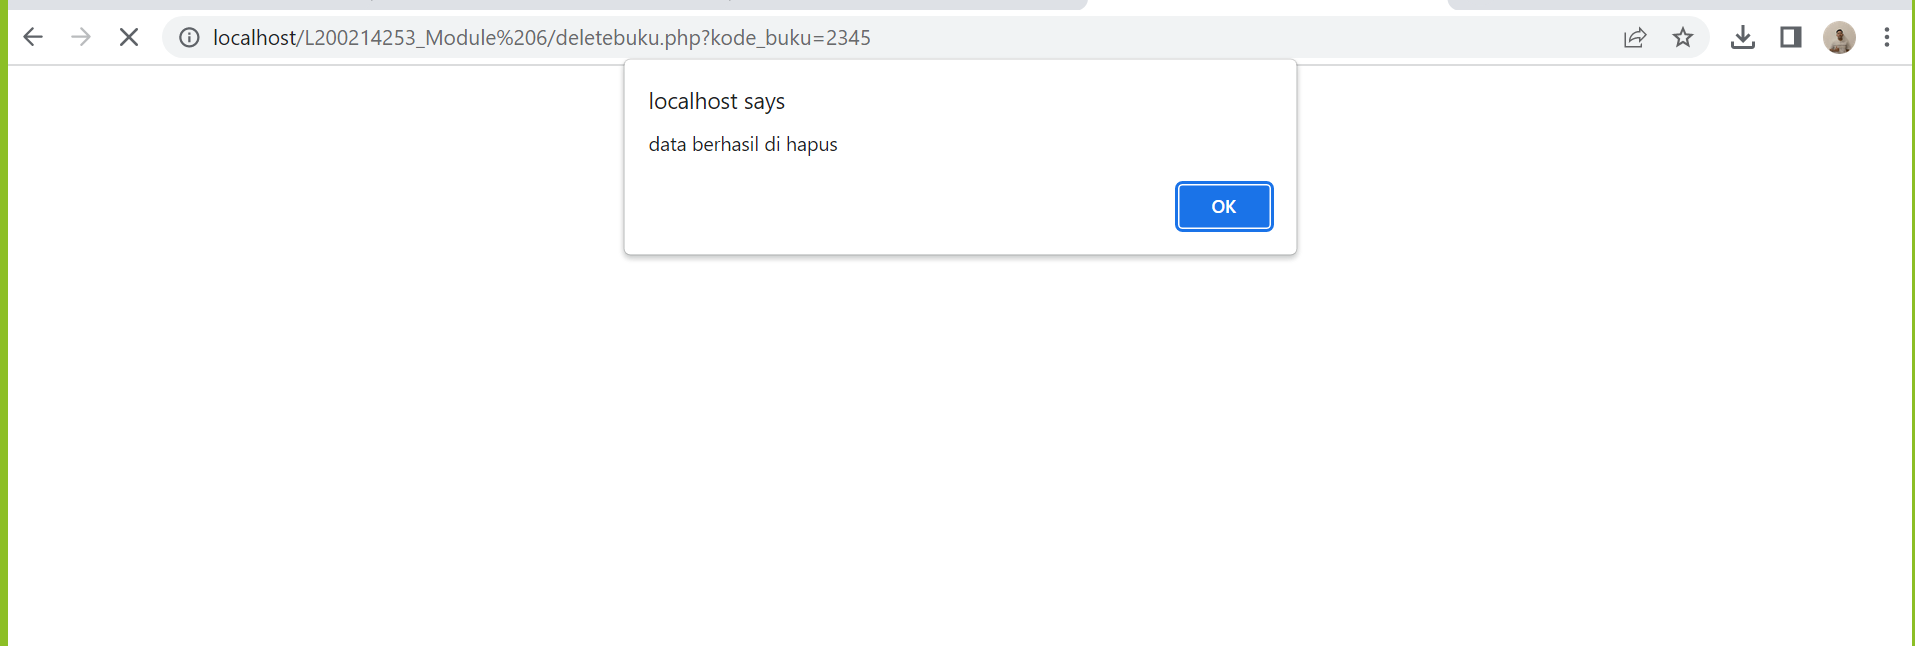 localhost/L200214253_Module%206/deletebuku.php?kode_buku=2345
localhost says
data berhasil di hapus
OK